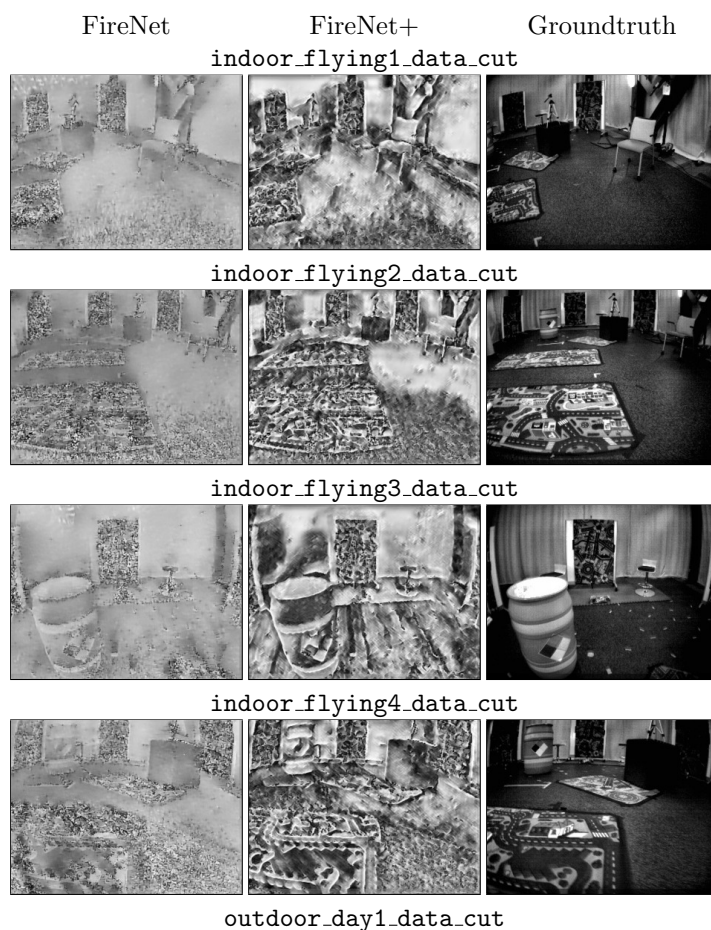 FireNet FireNet+ Groundtruth
indoor_flying1_data_cut
indoor_flying2_data_cut
indoor_flying3_data_cut
indoor_flying4_data_cut
outdoor_day1_data_cut